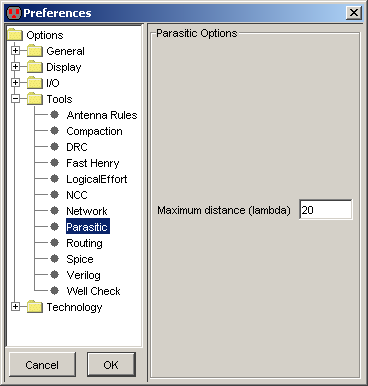 Preferences
Options
General
Display
I/O
Tools
Antenna Rules
Compaction
DRC
Fast Henry
LogicalEffort
NCC
Network
Parasitic
Routing
Spice
Verilog
Well Check
Technology
Cancel
OK
Parasitic Options
Maximum distance (lambda) 20